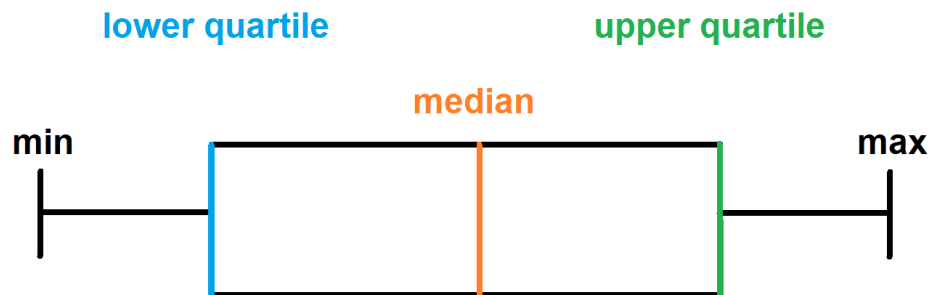 lower quartile
upper quartile
median
min
max